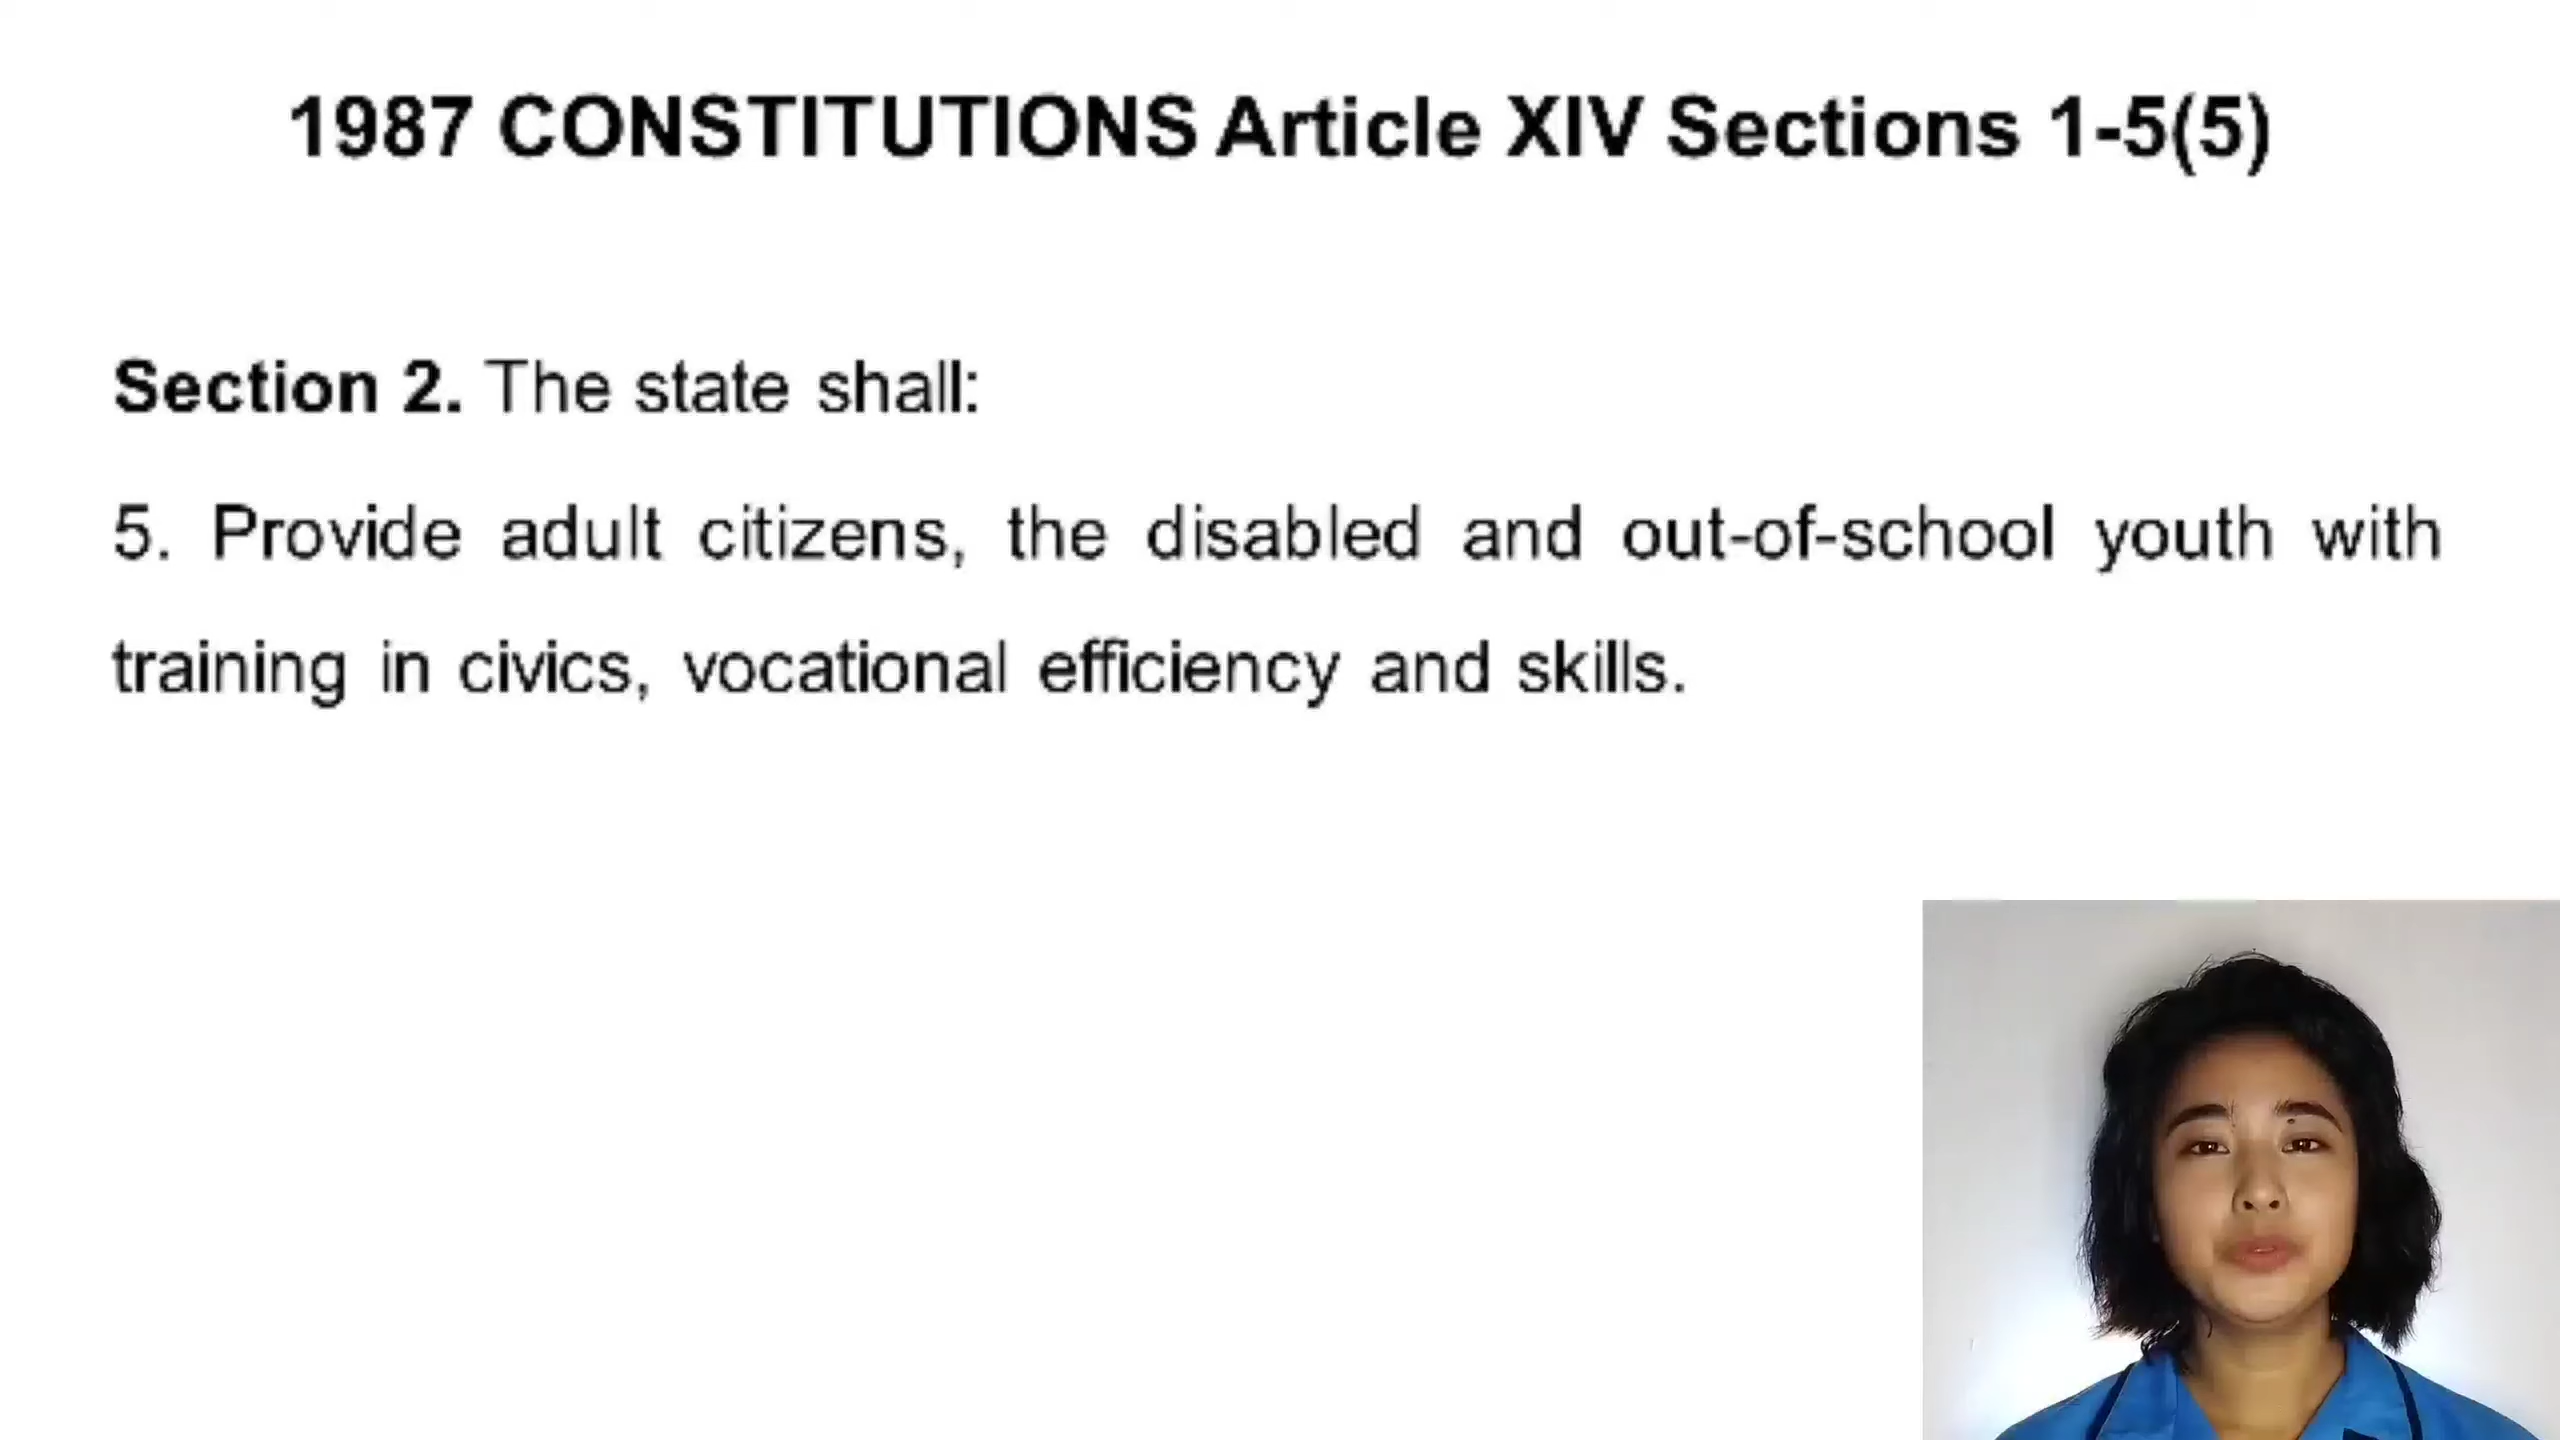 1987 CONSTITUTIONS Article XIV Sections 1-5(5)
Section 2. The state shall:
5. Provide adult citizens, the disabled and out-of-school youth with
training in civics, vocational efficiency and skills.